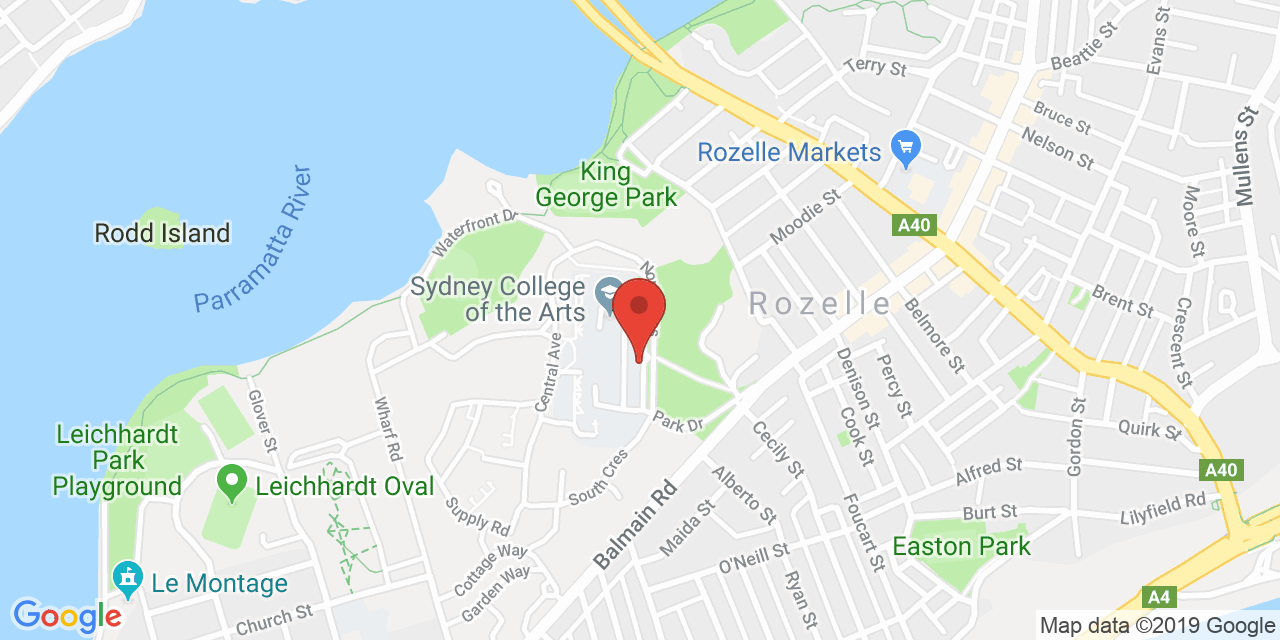 Terry St
Beattie St
Evans St
Bruce St
Nelson St
Mullens St
Rozelle Markets
King
George Park
Moodie St
Moore St
A40
Rodd Island
Parramatta River
Waterfront Dr
Sydney College
of the Arts
Rozelle
Brent St
Crescent St
Belmore St
Central Ave
Denison St
Percy St
Glover St
Wharf Rd
Park Dr
Cook St
Cecily St
Gordon St
Quirk St
Leichhardt
Park
Playground
Leichhardt Oval
South Cres
Alfred St
A40
Alberto St
Balmain Rd
Maida St
Foucart St
Burt St
Lilyfield Rd
Supply Rd
Easton Park
O'Neill St
Cottage Way
Garden Way
Ryan St
Le Montage
Church St
A4
Google
Map data ©2019 Google